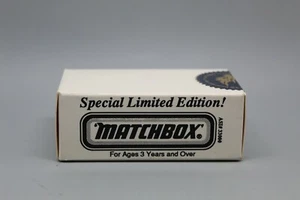 Special Limited Edition!
MATCHBOX®
For Ages 3 Years and Over